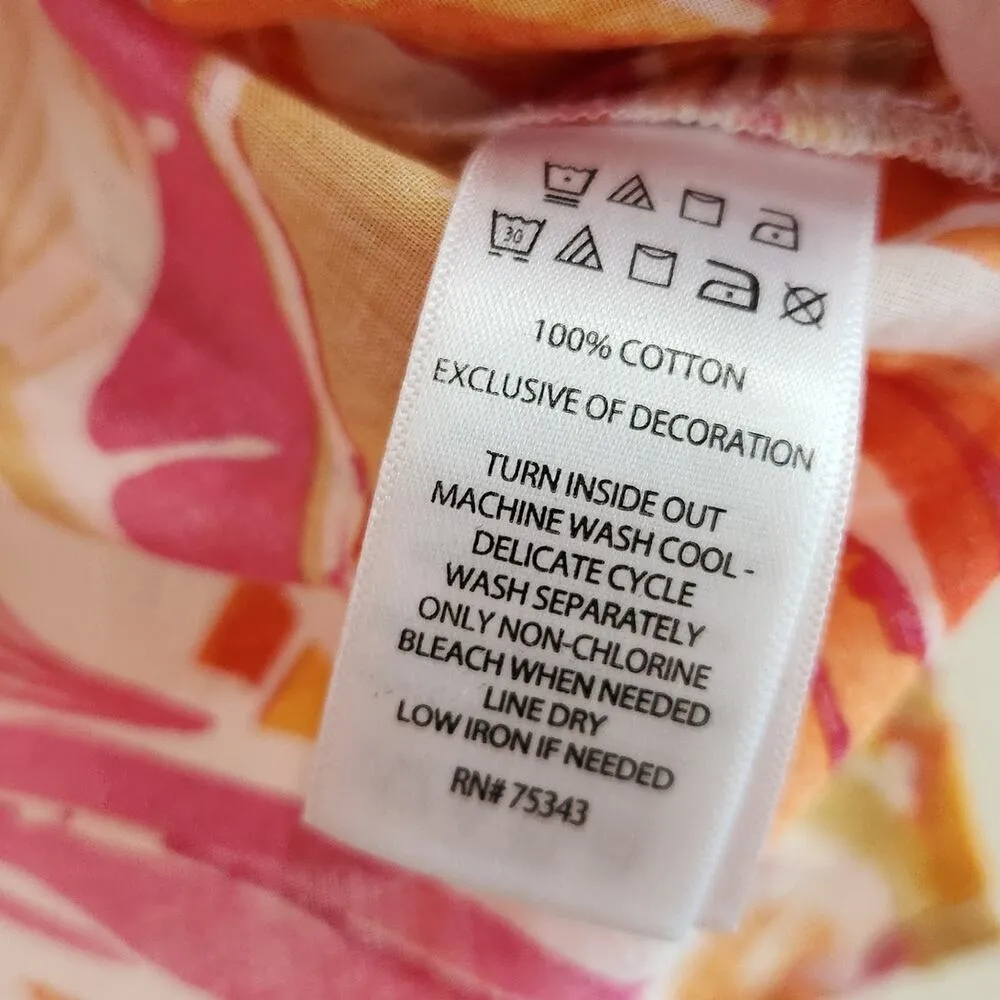 30
100% COTTON
EXCLUSIVE OF DECORATION
TURN INSIDE OUT
MACHINE WASH COOL -
DELICATE CYCLE
WASH SEPARATELY
ONLY NON-CHLORINE
BLEACH WHEN NEEDED
LINE DRY
LOW IRON IF NEEDED
RN# 75343